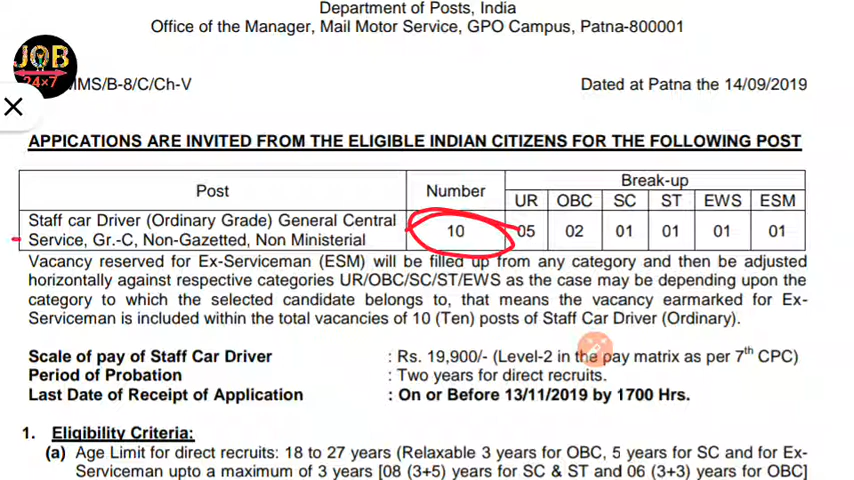 Department of Posts, India
Office of the Manager, Mail Motor Service, GPO Campus, Patna-800001
JOB
24×7
MMS/B-8/C/Ch-V Dated at Patna the 14/09/2019
APPICATIONS ARE INVITED FROM THE ELIGIBLE INDIAN CITIZENS FOR THE FOLLOWING POST
Post Number Break-up
UR OBC SC ST EWS ESM
Staff car Driver (Ordinary Grade) General Central
Service, Gr.-C, Non-Gazetted, Non Ministerial 10 05 02 01 01 01 01
Vacancy reserved for Ex-Serviceman (ESM) will be filled up from any category and then be adjusted
horizontally against respective categories UR/OBC/SC/ST/EWS as the case may be depending upon the
category to which the selected candidate belongs to, that means the vacancy earmarked for Ex-
Serviceman is included within the total vacancies of 10 (Ten) posts of Staff Car Driver (Ordinary).
Scale of pay of Staff Car Driver : Rs. 19,900/- (Level-2 in the pay matrix as per 7th CPC)
Period of Probation : Two years for direct recruits.
Last Date of Receipt of Application : On or Before 13/11/2019 by 1700 Hrs.
1. Eligibility Criteria:
(a) Age Limit for direct recruits: 18 to 27 years (Relaxable 3 years for OBC, 5 years for SC and for Ex-
Serviceman upto a maximum of 3 years [08 (3+5) years for SC & ST and 06 (3+3) years for OBC]